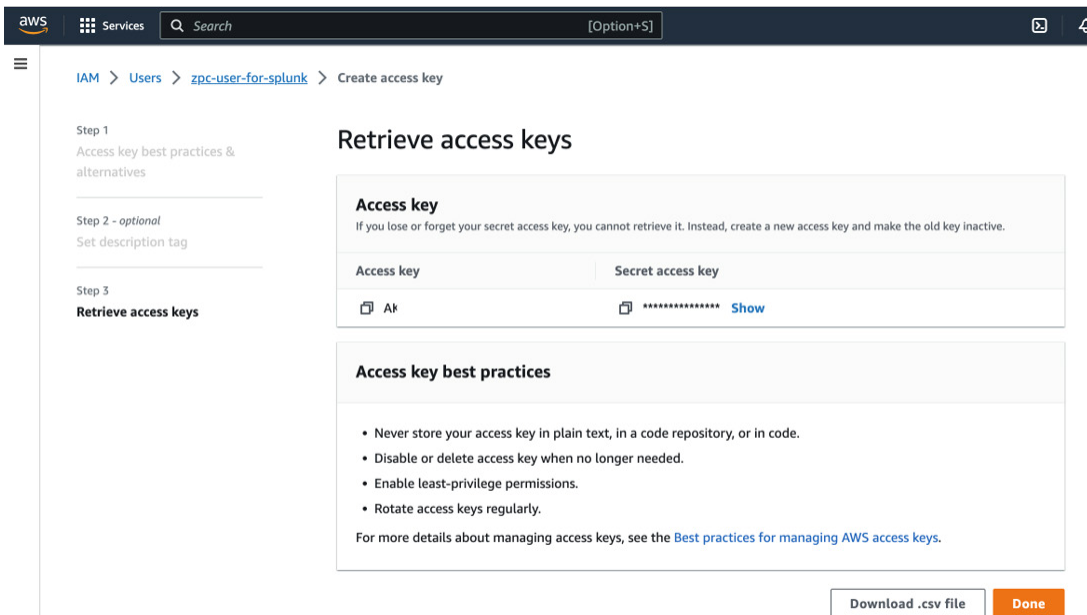 aws
Services
Search
[Option+S]
IAM > Users > zpc-user-for-splunk > Create access key
Step 1
Access key best practices &
alternatives
Step 2 - optional
Set description tag
Step 3
Retrieve access keys
Retrieve access keys
Access key
If you lose or forget your secret access key, you cannot retrieve it. Instead, create a new access key and make the old key inactive.
Access key
Secret access key
AK
*************** Show
Access key best practices
• Never store your access key in plain text, in a code repository, or in code.
• Disable or delete access key when no longer needed.
• Enable least-privilege permissions.
• Rotate access keys regularly.
For more details about managing access keys, see the Best practices for managing AWS access keys.
Download .csv file
Done